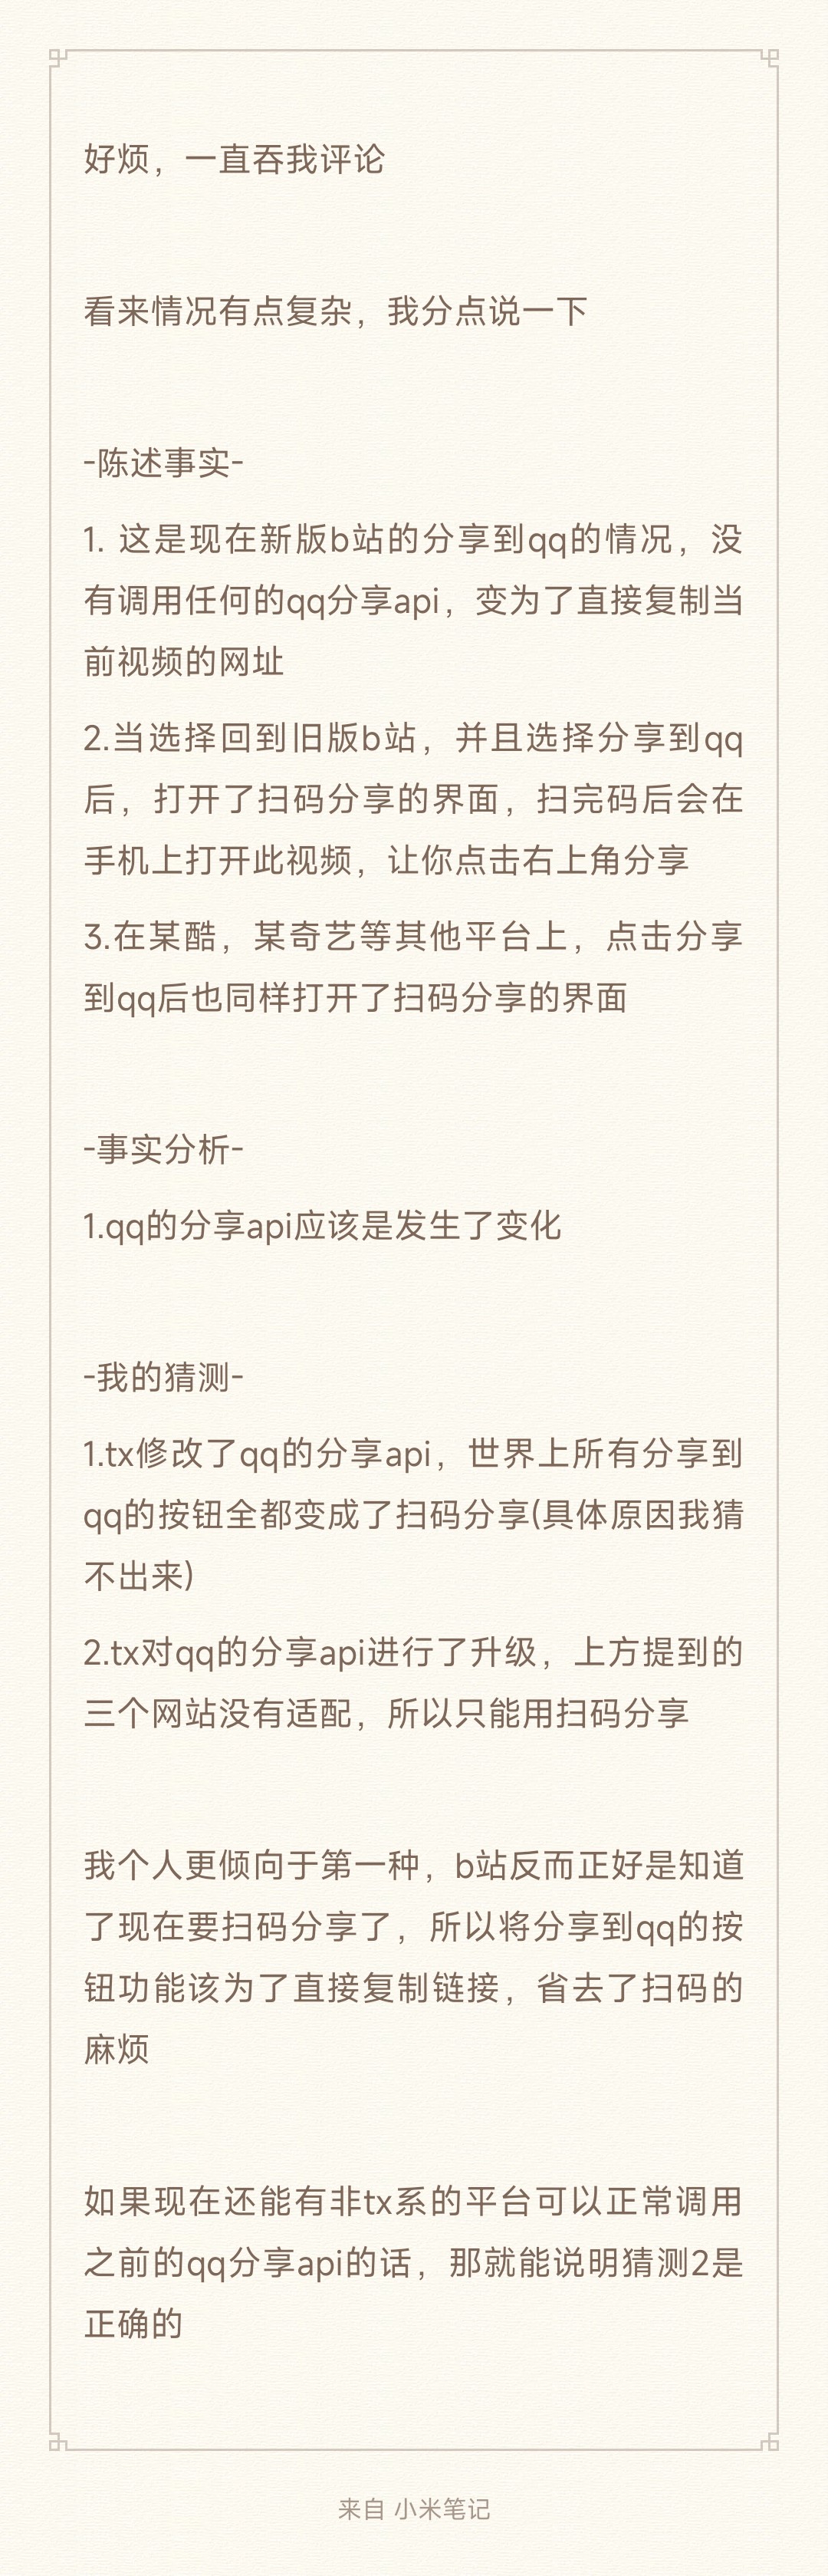 好烦，一直吞我评论
看来情况有点复杂，我分点说一下
-陈述事实-
1. 这是现在新版b站的分享到qq的情况，没
有调用任何的qq分享api，变为了直接复制当
前视频的网址
2.当选择回到旧版b站，并且选择分享到qq
后，打开了扫码分享的界面，扫完码后会在
手机上打开此视频，让你点击右上角分享
3.在某酷，某奇艺等其他平台上，点击分享
到qq后也同样打开了扫码分享的界面
-事实分析-
1.qq的分享api应该是发生了变化
-我的猜测-
1.tx修改了qq的分享api，世界上所有分享到
qq的按钮全都变成了扫码分享(具体原因我猜
不出来)
2.tx对qq的分享api进行了升级，上方提到的
三个网站没有适配，所以只能用扫码分享
我个人更倾向于第一种，b站反而正好是知道
了现在要扫码分享了，所以将分享到qq的按
钮功能该为了直接复制链接，省去了扫码的
麻烦
如果现在还能有非tx系的平台可以正常调用
之前的qq分享api的话，那就能说明猜测2是
正确的
来自 小米笔记